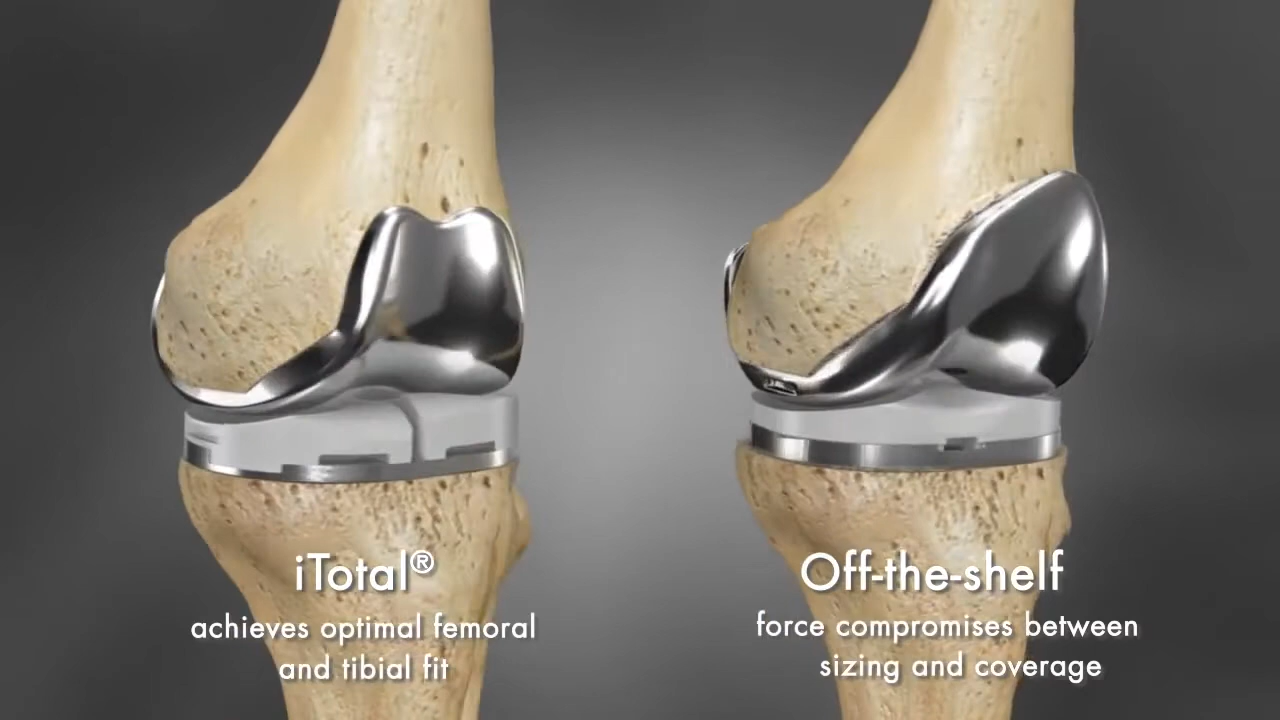 iTotal®
achieves optimal femoral
and tibial fit
Off-the-shelf
force compromises between
sizing and coverage